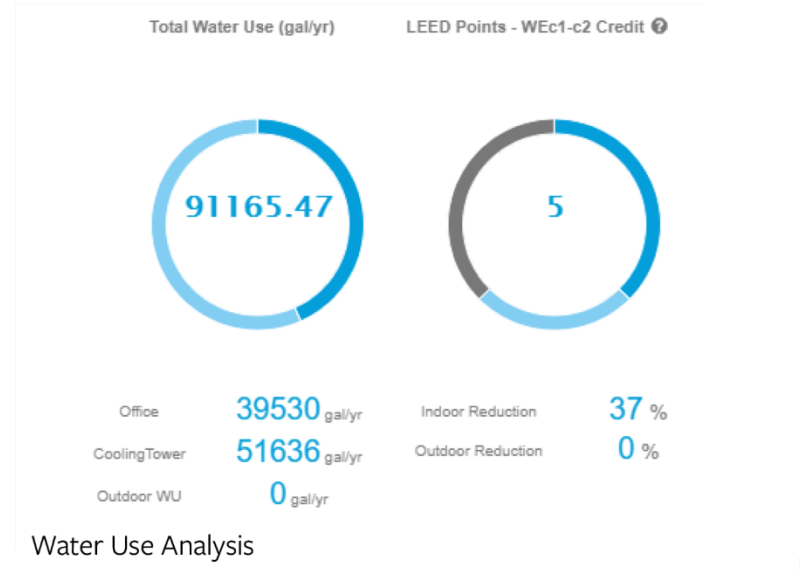 Total Water Use (gal/yr)
LEED Points - WEc1-c2 Credit ?
91165.47
5
Office 39530 gal/yr
CoolingTower 51636 gal/yr
Outdoor WU 0 gal/yr
Indoor Reduction 37 %
Outdoor Reduction 0 %
Water Use Analysis